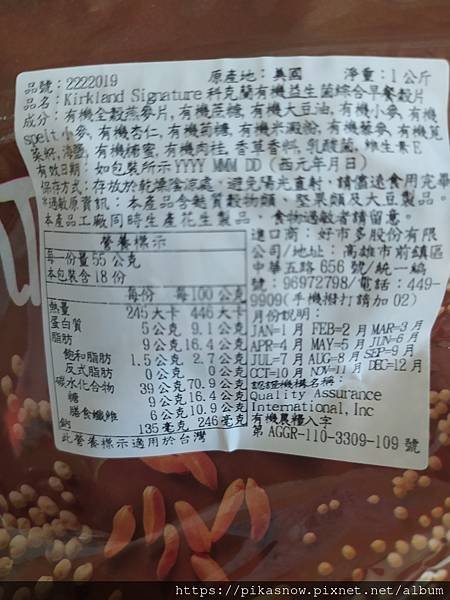 品號:2222019 原產地:美國 淨重:1公斤
品名:Kirkland Signature 科克蘭有機益生菌綜合早餐穀片
成分:有機全穀燕麥片,有機蔗糖,有機大豆油,有機小麥,有機
spelt小麥,有機杏仁,有機菊糖,有機米澱粉,有機藜麥,有機莧
菜籽,海鹽,有機糖蜜,有機肉桂,香草香料,乳酸菌,維生素E
有效日期:如包裝所示YYYY MMM DD (西元年月日)
保存方式:存放於乾燥陰涼處,避免陽光直射,請儘速食用完畢
※過敏原資訊:本產品含麩質穀物類、堅果類及大豆製品。
本產品工廠同時生產花生製品,食物過敏者請留意。
營養標示
每一份量55公克
本包裝含18份
每份 每100公克
熱量 245大卡 446大卡
蛋白質 5公克 9.1公克
脂肪 9公克 16.4公克
飽和脂肪 1.5公克 2.7公克
反式脂肪 0公克 0公克
碳水化合物 39公克 70.9公克
糖 9公克 16.4公克
膳食纖維 6公克 10.9公克
鈉 135毫克 246毫克
此營養標示適用於台灣
進口商:好市多股份有限
公司/地址:高雄市前鎮區
中華五路656號/統一編
號:96972798/電話:449-
9909(手機撥打請加02)
月份說明:
JAN=1月 FEB=2月 MAR=3月
APR=4月 MAY=5月 JUN=6月
JUL=7月 AUG=8月 SEP=9月
OCT=10月 NOV=11月 DEC=12月
認證機構名稱:
Quality Assurance
International, Inc
有機農糧入字
第AGGR-110-3309-109號
https://pikasnow.pixnet.net/album